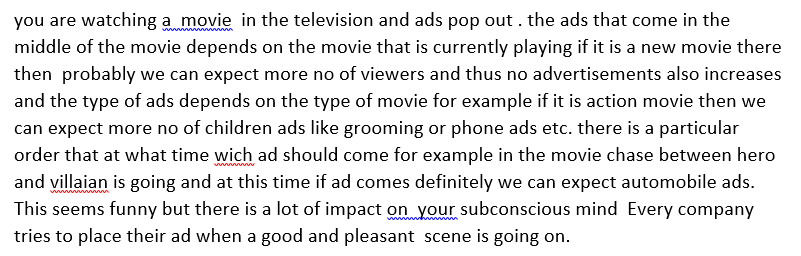 you are watching a  movie  in the television and ads pop out . the ads that come in the
middle of the movie depends on the movie that is currently playing if it is a new movie there
then  probably we can expect more no of viewers and thus no advertisements also increases
and the type of ads depends on the type of movie for example if it is action movie then we
can expect more no of children ads like grooming or phone ads etc. there is a particular
order that at what time wich ad should come for example in the movie chase between hero
and villaian is going and at this time if ad comes definitely we can expect automobile ads.
This seems funny but there is a lot of impact on  your subconscious mind  Every company
tries to place their ad when a good and pleasant  scene is going on.